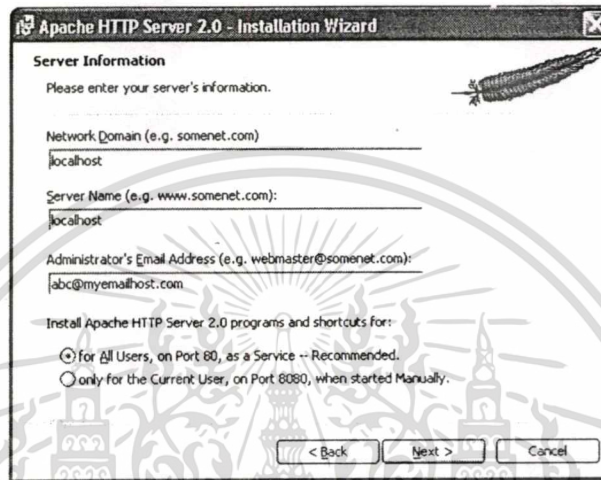 Apache HTTP Server 2.0 - Installation Wizard
Server Information
Please enter your server's information.
Network Domain (e.g. somenet.com)
localhost
Server Name (e.g. www.somenet.com):
localhost
Administrator's Email Address (e.g. webmaster@somenet.com):
abc@myemailhost.com
Install Apache HTTP Server 2.0 programs and shortcuts for:
for All Users, on Port 80, as a Service -- Recommended.
only for the Current User, on Port 8080, when started Manually.
< Back Next > Cancel